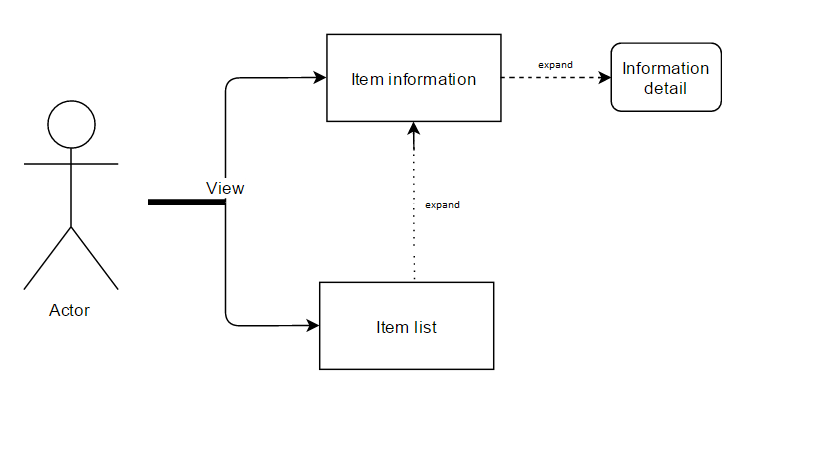 Item information
expand
Information
detail
View
expand
Actor
Item list